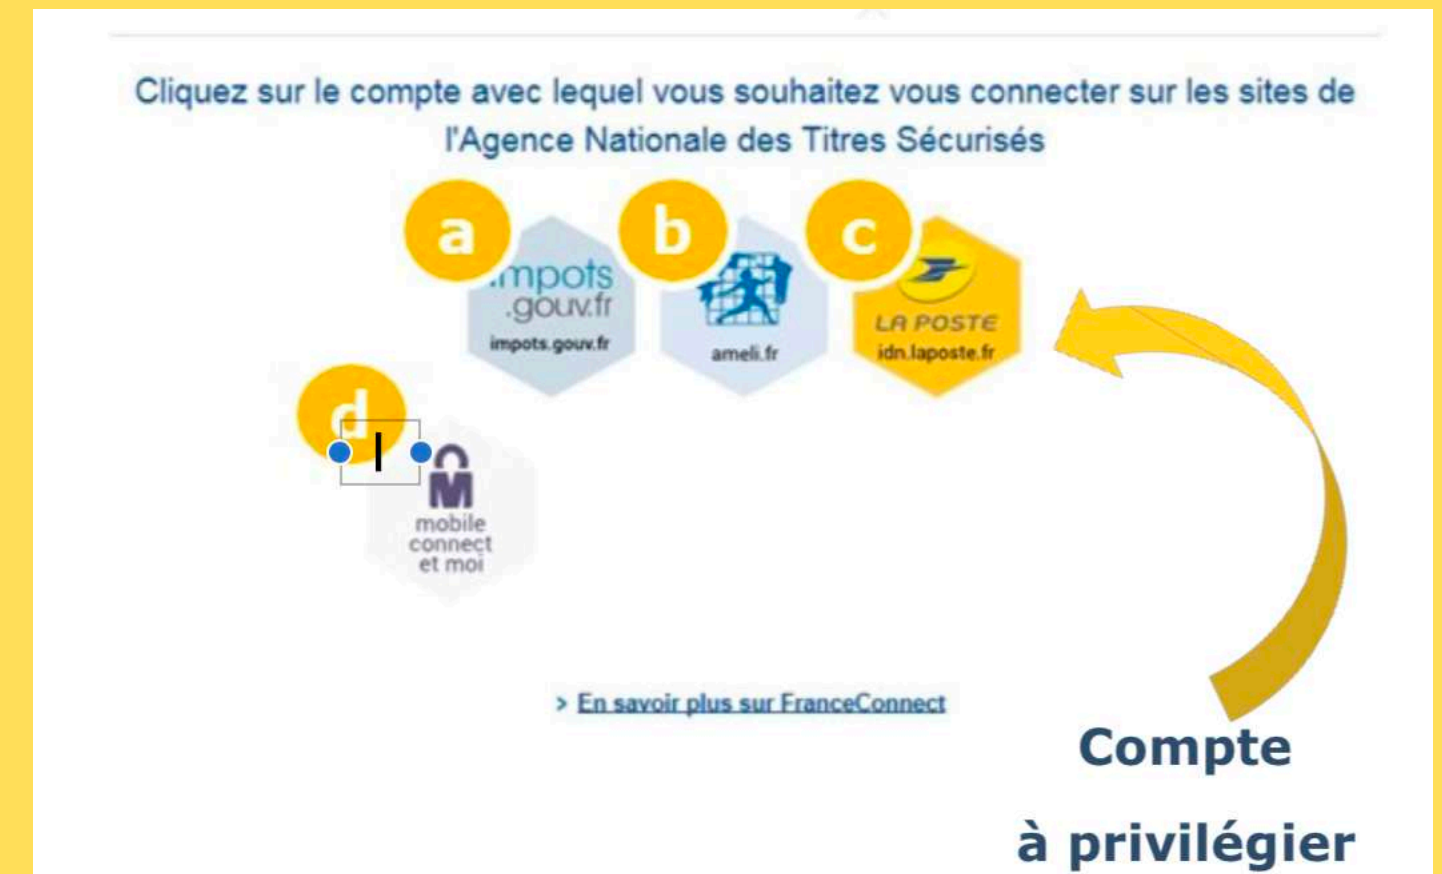 Cliquez sur le compte avec lequel vous souhaitez vous connecter sur les sites de
l'Agence Nationale des Titres Sécurisés
a
b
c
impots
.gouv.fr
impots.gouv.fr
ameli.fr
LA POSTE
idn.laposte.fr
d
M
mobile
connect
et moi
> En savoir plus sur FranceConnect
Compte
à privilégier